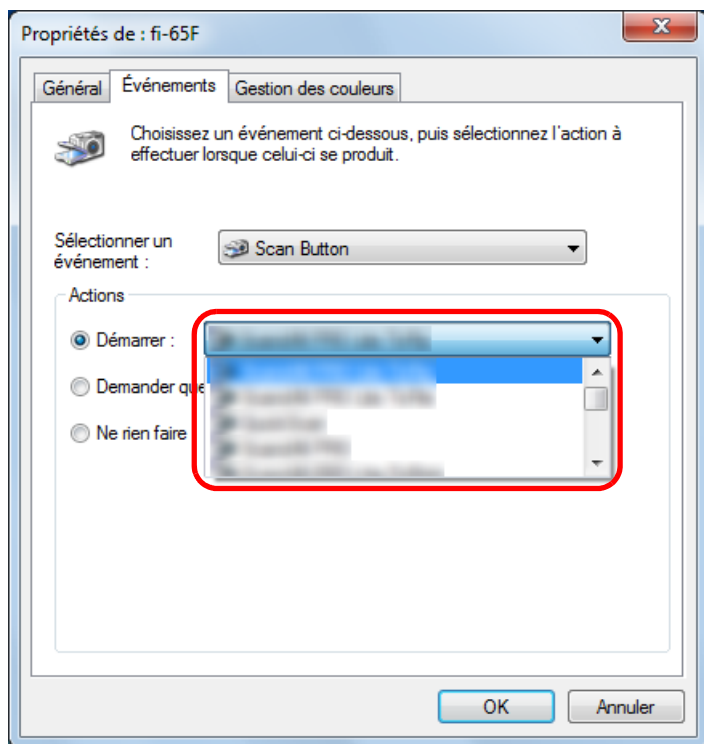 Propriétés de : fi-65F
Général Événements Gestion des couleurs
Choisissez un événement ci-dessous, puis sélectionnez l'action à
effectuer lorsque celui-ci se produit.
Sélectionner un
événement :
Scan Button
Actions
Démarrer :
Demander que
Ne rien faire
OK Annuler